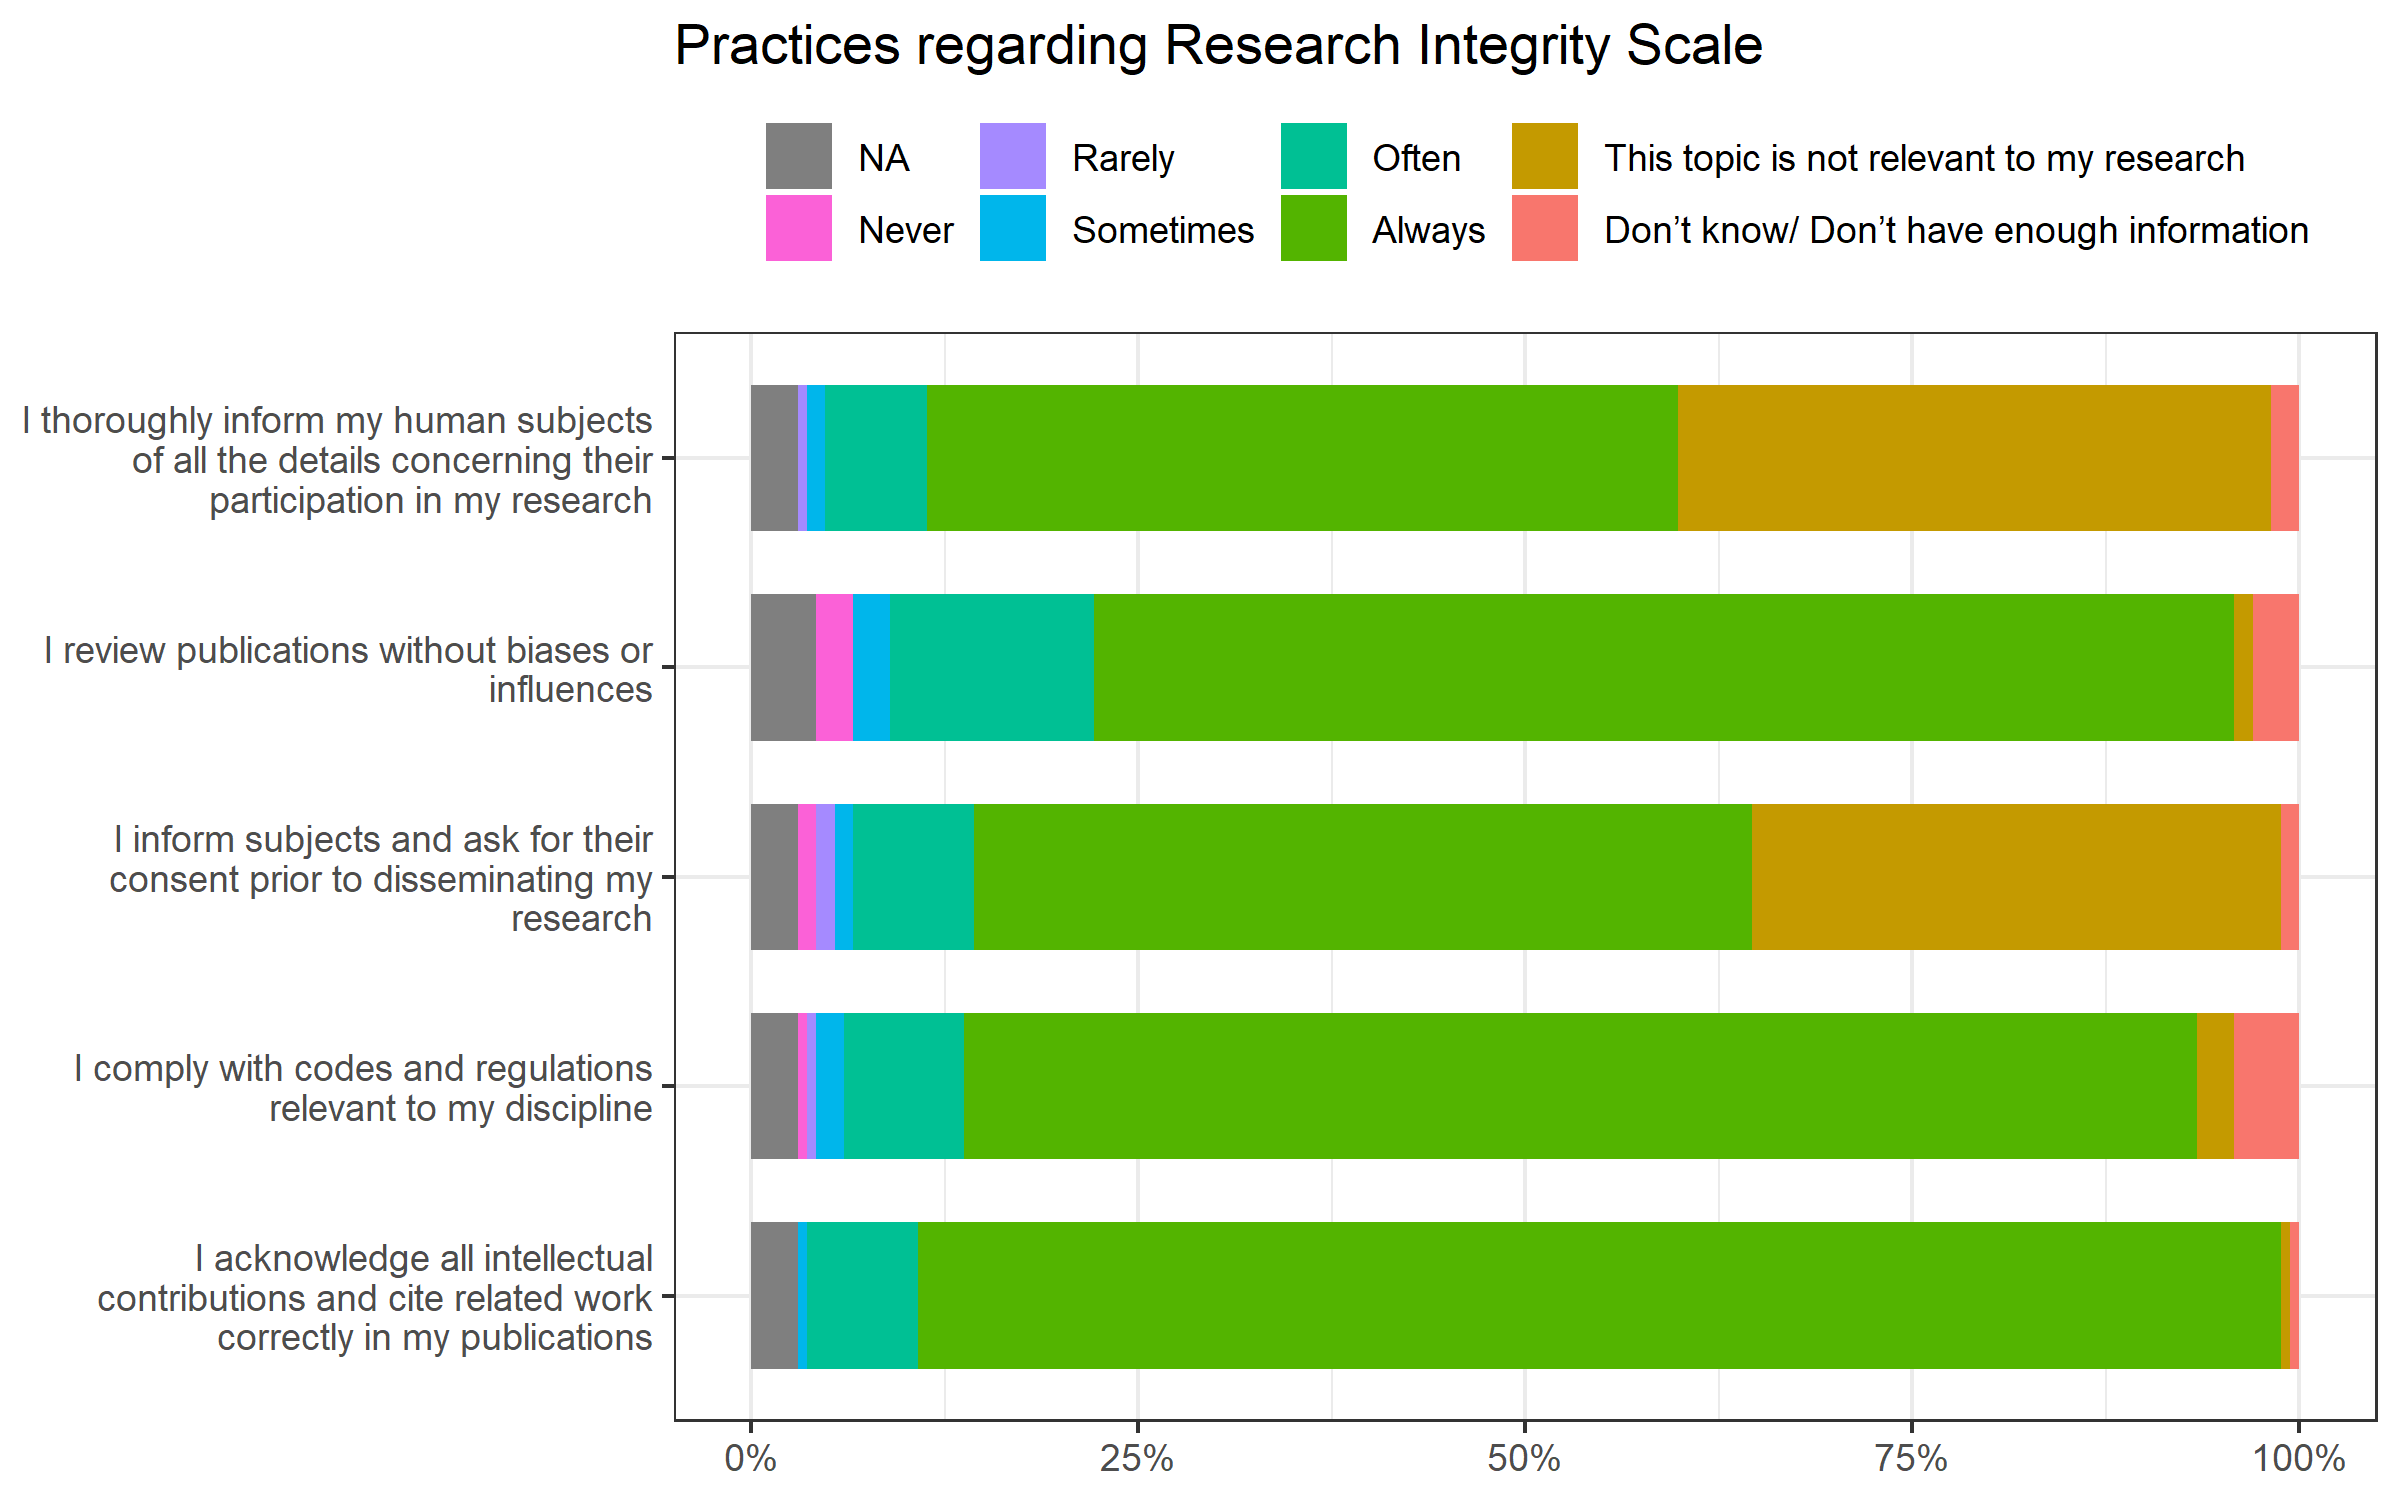 Practices regarding Research Integrity Scale
NA
Rarely
Often
This topic is not relevant to my research
Never
Sometimes
Always
Don’t know/ Don’t have enough information
I thoroughly inform my human subjects
of all the details concerning their
participation in my research
I review publications without biases or
influences
I inform subjects and ask for their
consent prior to disseminating my
research
I comply with codes and regulations
relevant to my discipline
I acknowledge all intellectual
contributions and cite related work
correctly in my publications
0%
25%
50%
75%
100%